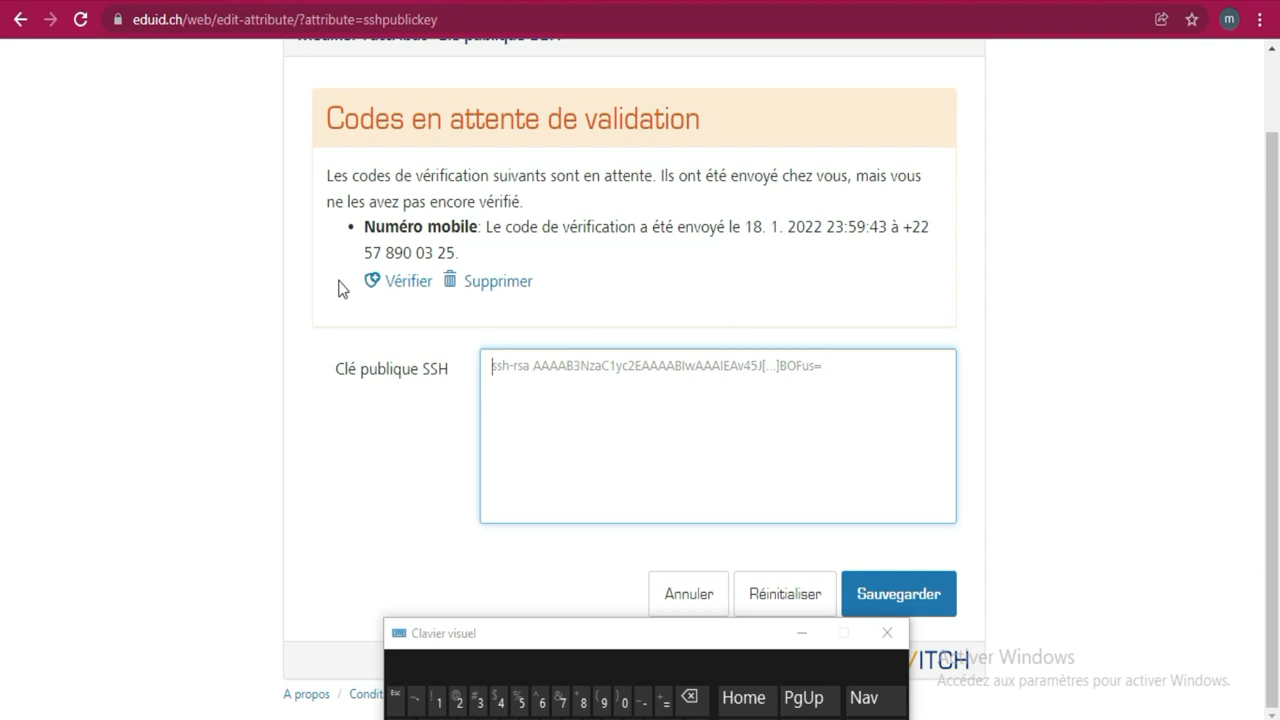 eduid.ch/web/edit-attribute/?attribute=sshpublickey
m
Codes en attente de validation
Les codes de vérification suivants sont en attente. Ils ont été envoyé chez vous, mais vous
ne les avez pas encore vérifié.
• Numéro mobile: Le code de vérification a été envoyé le 18. 1. 2022 23:59:43 à +22
57 890 03 25.
Vérifier Supprimer
Clé publique SSH
ssh-rsa AAAAB3NzaC1yc2EAAAABIwAAAIEAv45J[...]BOFus=
Annuler Réinitialiser Sauvegarder
Clavier visuel
ITCH
Activer Windows
Accédez aux paramètres pour activer Windows.
A propos / Condit
Esc ~ ` ! 1 @ 2 # 3 $ 4 % 5 ^ 6 & 7 * 8 ( 9 ) 0 _ - + = Home PgUp Nav